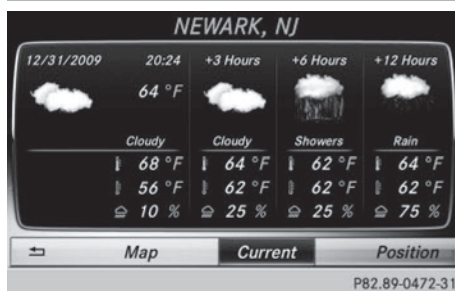 NEWARK, NJ
12/31/2009 20:24 +3 Hours +6 Hours +12 Hours
64 °F
Cloudy Cloudy Showers Rain
68 °F 64 °F 62 °F 64 °F
56 °F 62 °F 62 °F 62 °F
10 % 25 % 25 % 75 %
Map Current Position
P82.89-0472-31